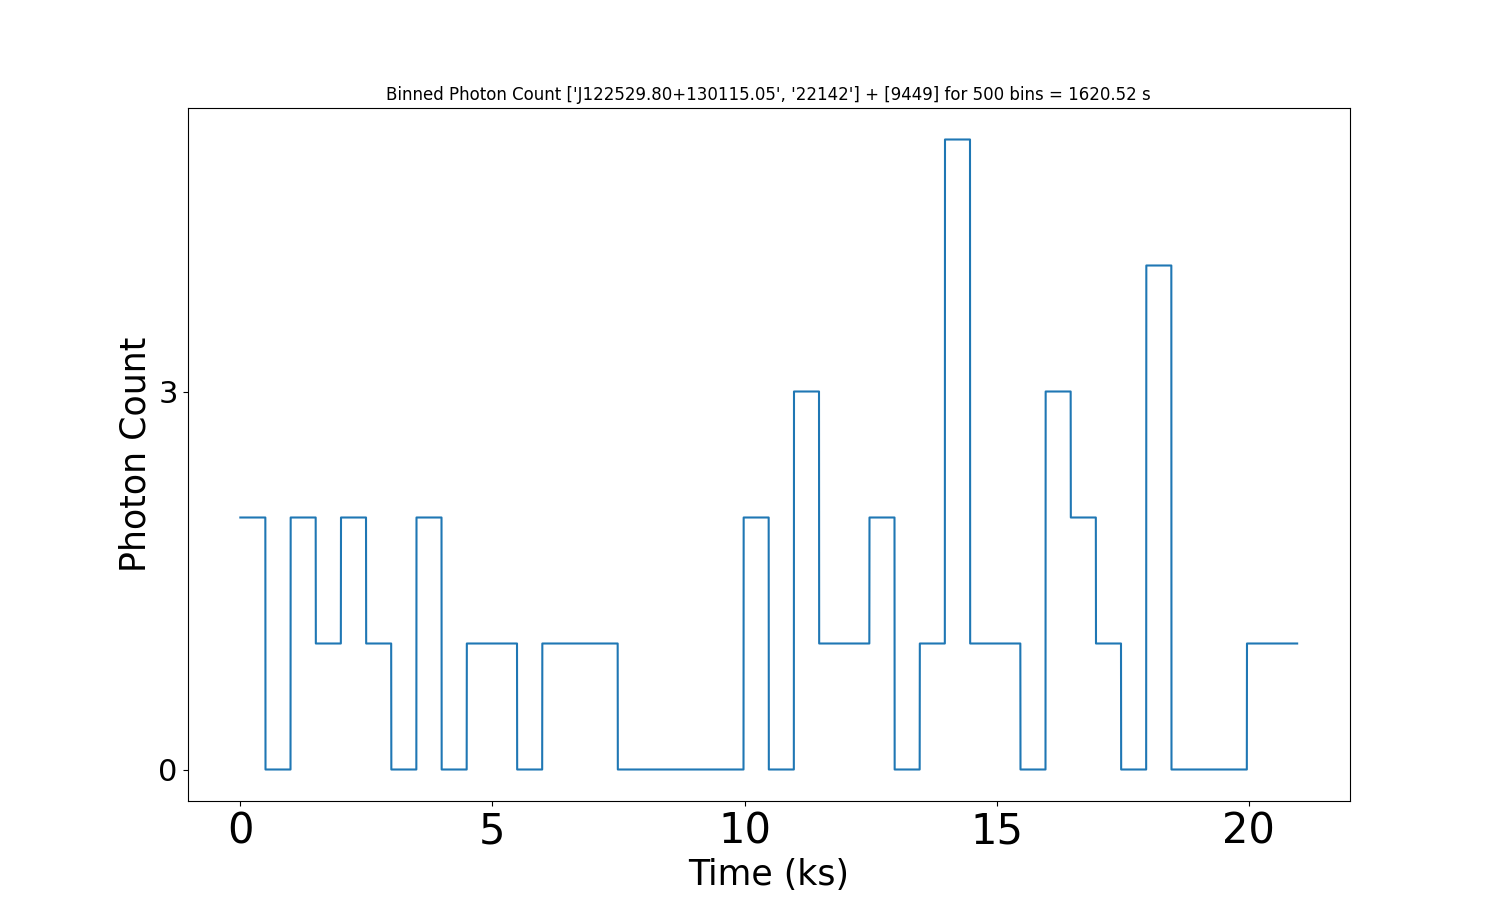 Binned Photon Count ['J122529.80+130115.05', '22142'] + [9449] for 500 bins = 1620.52 s
Photon Count
3
0
0 5 10 15 20
Time (ks)